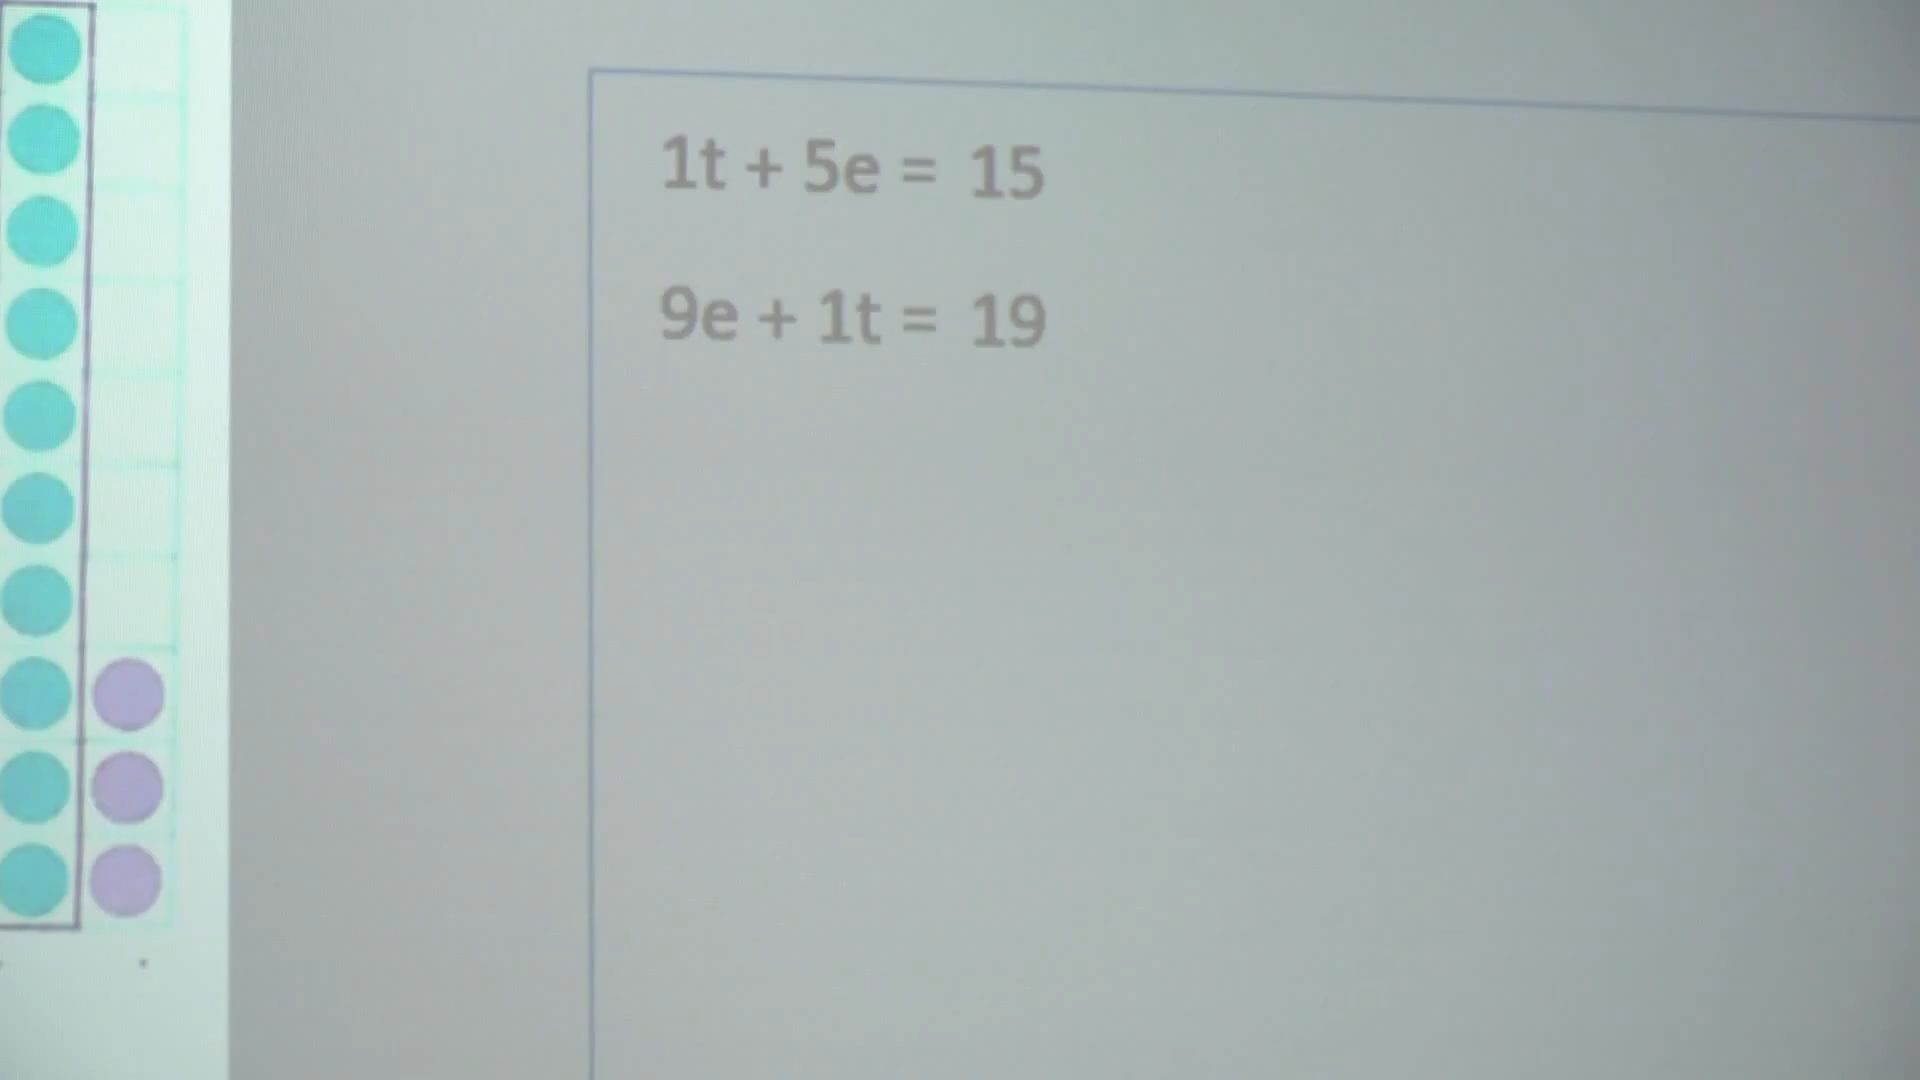 1t + 5e = 15
9e + 1t = 19